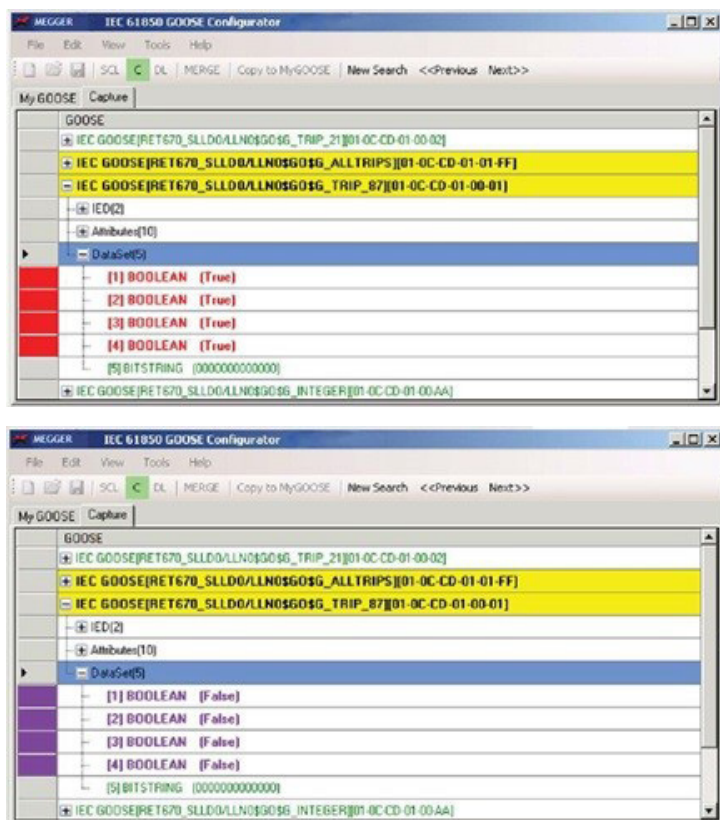 MEGGER IEC 61850 GOOSE Configurator
File Edit View Tools Help
SCL C DL MERGE Copy to MyGOOSE New Search <<Previous Next>>
My GOOSE Capture
GOOSE
IEC GOOSE[RET670_SLLD0/LLN0$GO$G_TRIP_21][01-0C-CD-01-00-02]
IEC GOOSE[RET670_SLLD0/LLN0$GO$G_ALLTRIPS][01-0C-CD-01-01-FF]
IEC GOOSE[RET670_SLLD0/LLN0$GO$G_TRIP_87][01-0C-CD-01-00-01]
IED(2)
Attributes(10)
DataSet(5)
[1] BOOLEAN (True)
[2] BOOLEAN (True)
[3] BOOLEAN (True)
[4] BOOLEAN (True)
[5] BITSTRING (0000000000000)
IEC GOOSE[RET670_SLLD0/LLN0$GO$G_INTEGER][01-0C-CD-01-00-AA]
MEGGER IEC 61850 GOOSE Configurator
File Edit View Tools Help
SCL C DL MERGE Copy to MyGOOSE New Search <<Previous Next>>
My GOOSE Capture
GOOSE
IEC GOOSE[RET670_SLLD0/LLN0$GO$G_TRIP_21][01-0C-CD-01-00-02]
IEC GOOSE[RET670_SLLD0/LLN0$GO$G_ALLTRIPS][01-0C-CD-01-01-FF]
IEC GOOSE[RET670_SLLD0/LLN0$GO$G_TRIP_87][01-0C-CD-01-00-01]
IED(2)
Attributes(10)
DataSet(5)
[1] BOOLEAN (False)
[2] BOOLEAN (False)
[3] BOOLEAN (False)
[4] BOOLEAN (False)
[5] BITSTRING (0000000000000)
IEC GOOSE[RET670_SLLD0/LLN0$GO$G_INTEGER][01-0C-CD-01-00-AA]